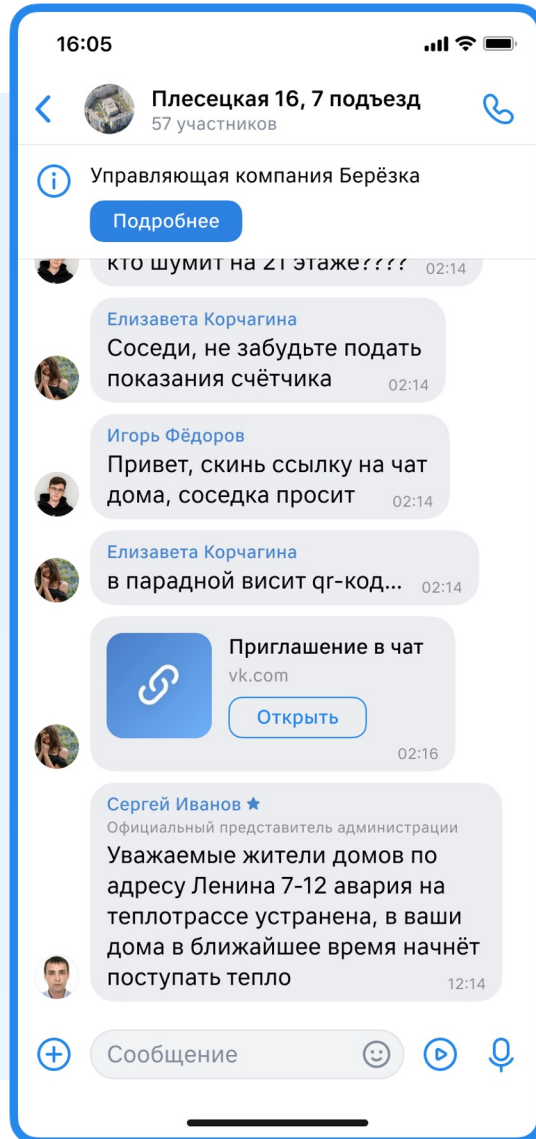 16:05
Плесецкая 16, 7 подъезд
57 участников
Управляющая компания Берёзка
Подробнее
кто шумит на 21 этаже???? 02:14
Елизавета Корчагина
Соседи, не забудьте подать
показания счётчика 02:14
Игорь Фёдоров
Привет, скинь ссылку на чат
дома, соседка просит 02:14
Елизавета Корчагина
в парадной висит qr-код... 02:14
Приглашение в чат
vk.com
Открыть
02:16
Сергей Иванов
Официальный представитель администрации
Уважаемые жители домов по
адресу Ленина 7-12 авария на
теплотрассе устранена, в ваши
дома в ближайшее время начнёт
поступать тепло 12:14
Сообщение